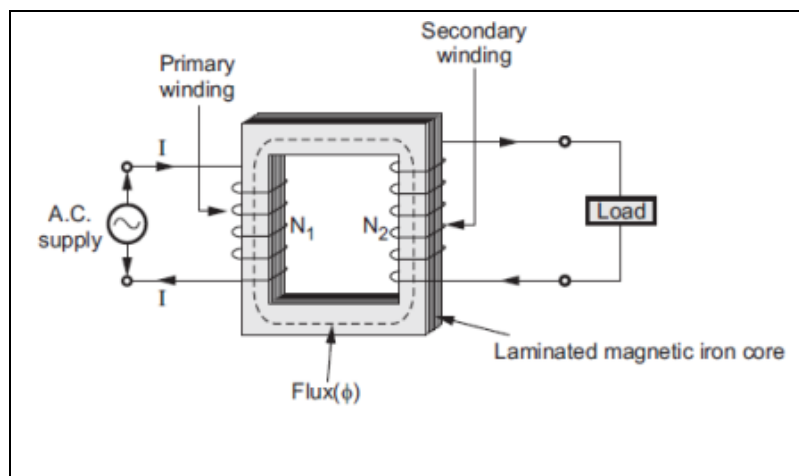 Secondary
winding
Primary
winding
I
A.C.
supply
N1
N2
Load
I
Laminated magnetic iron core
Flux(ϕ)